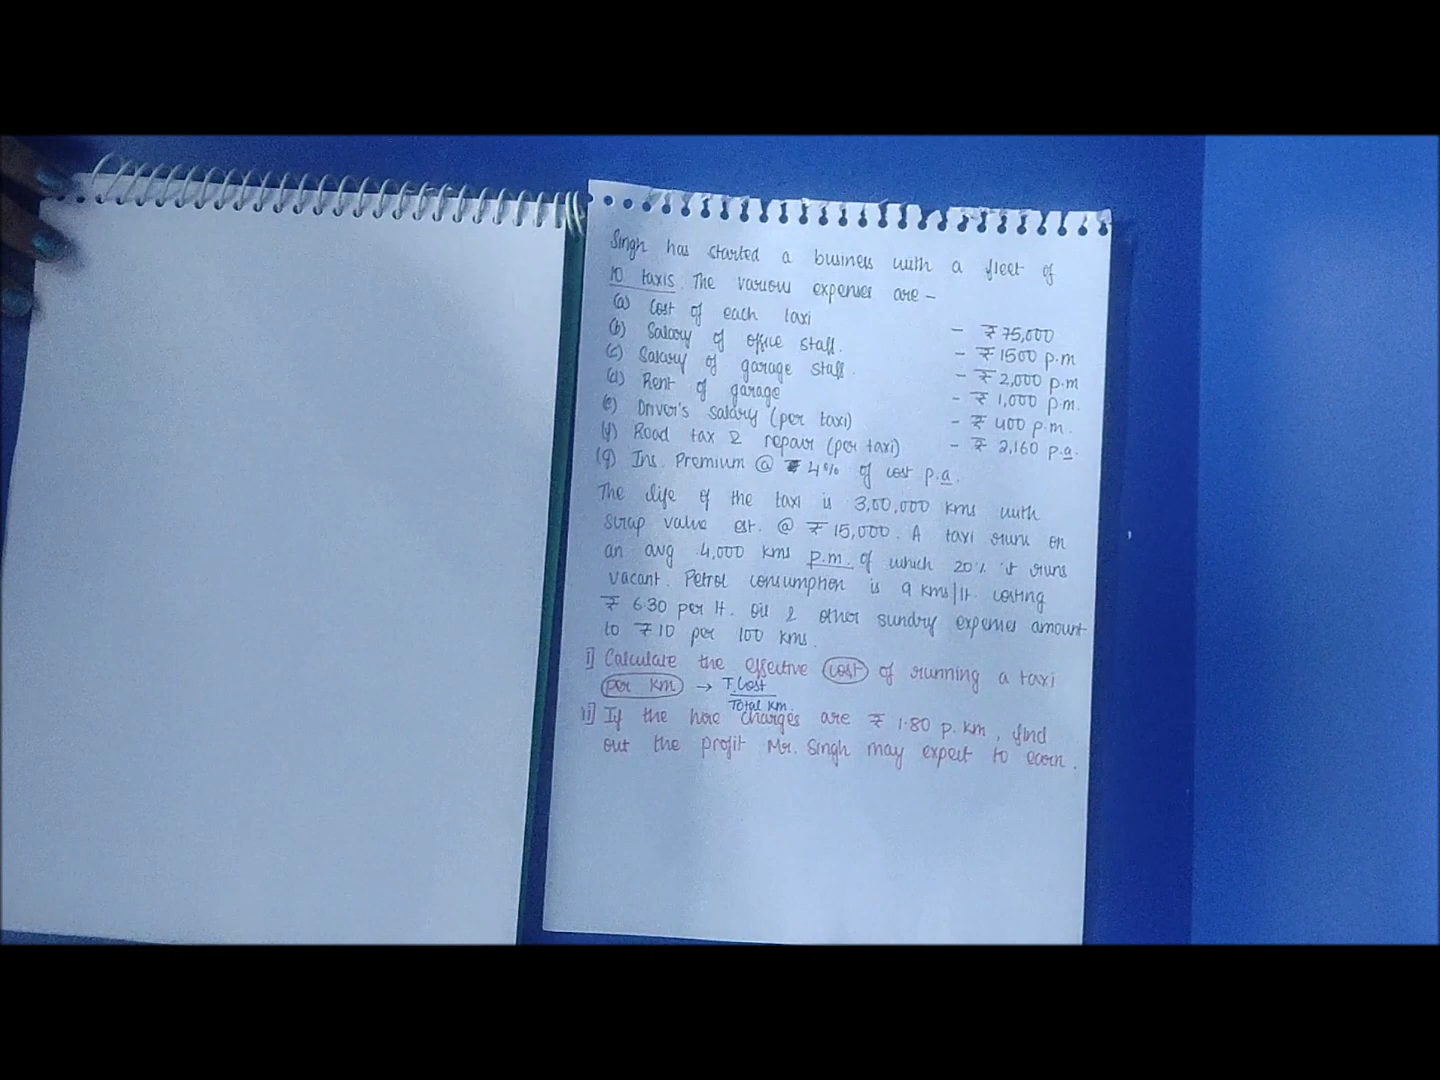 Singh has started a business with a fleet of
10 taxis. The various expenses are -
(a) Cost of each taxi - ₹ 75,000
(b) Salary of office staff. - ₹ 1500 p.m
(c) Salary of garage staff. - ₹ 2,000 p.m
(d) Rent of garage - ₹ 1,000 p.m.
(e) Driver's salary (per taxi) - ₹ 400 p.m.
(f) Road tax & repair (per taxi) - ₹ 2,160 p.a.
(g) Ins. Premium @ 4% of cost p.a.
The life of the taxi is 3,00,000 kms with
scrap value est. @ ₹ 15,000. A taxi runs on
an avg 4,000 kms p.m. of which 20% it runs
vacant. Petrol consumption is 9 kms/lt. costing
₹ 6.30 per lt. Oil & other sundry expenses amount
to ₹ 10 per 100 kms.
i] Calculate the effective cost of running a taxi
per km → T. Cost
Total km.
ii] If the hire charges are ₹ 1.80 p. km, find
out the profit Mr. Singh may expect to earn.